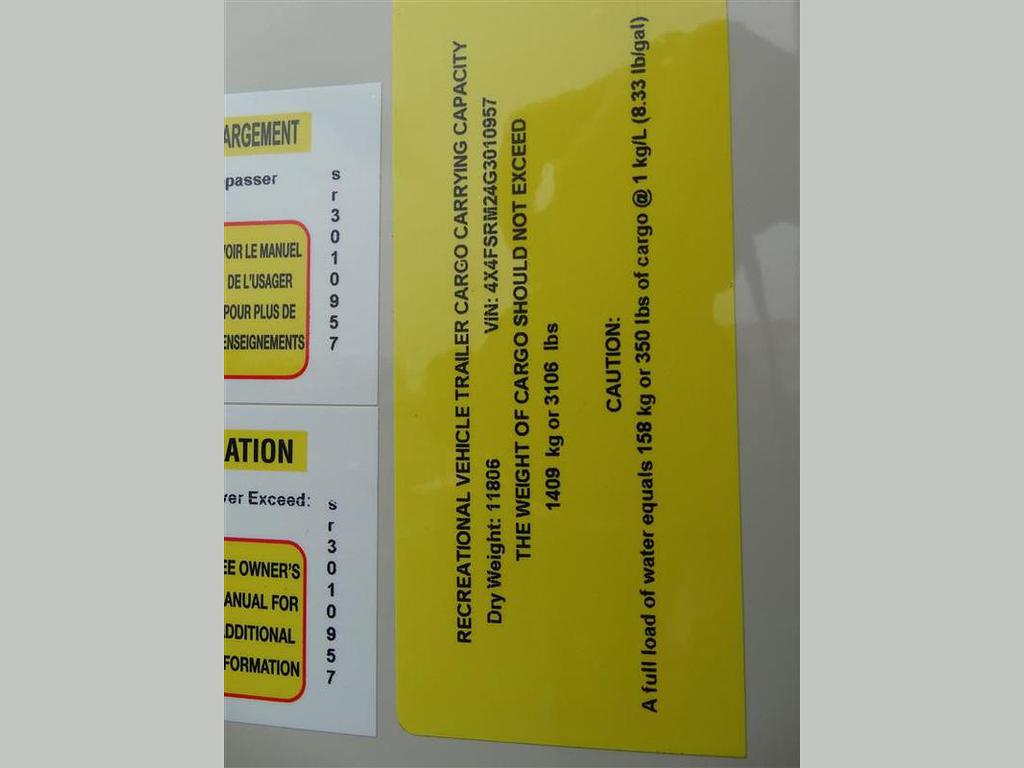 RECREATIONAL VEHICLE TRAILER CARGO CARRYING CAPACITY
Dry Weight: 11806 VIN: 4X4FSRM24G3010957
THE WEIGHT OF CARGO SHOULD NOT EXCEED
1409 kg or 3106 lbs
CAUTION:
A full load of water equals 158 kg or 350 lbs of cargo @ 1 kg/L (8.33 lb/gal)
ARGEMENT
passer
OIR LE MANUEL
DE L'USAGER
POUR PLUS DE
ENSEIGNEMENTS
sr3010957
ATION
ver Exceed:
EE OWNER'S
ANUAL FOR
DDITIONAL
FORMATION
sr3010957